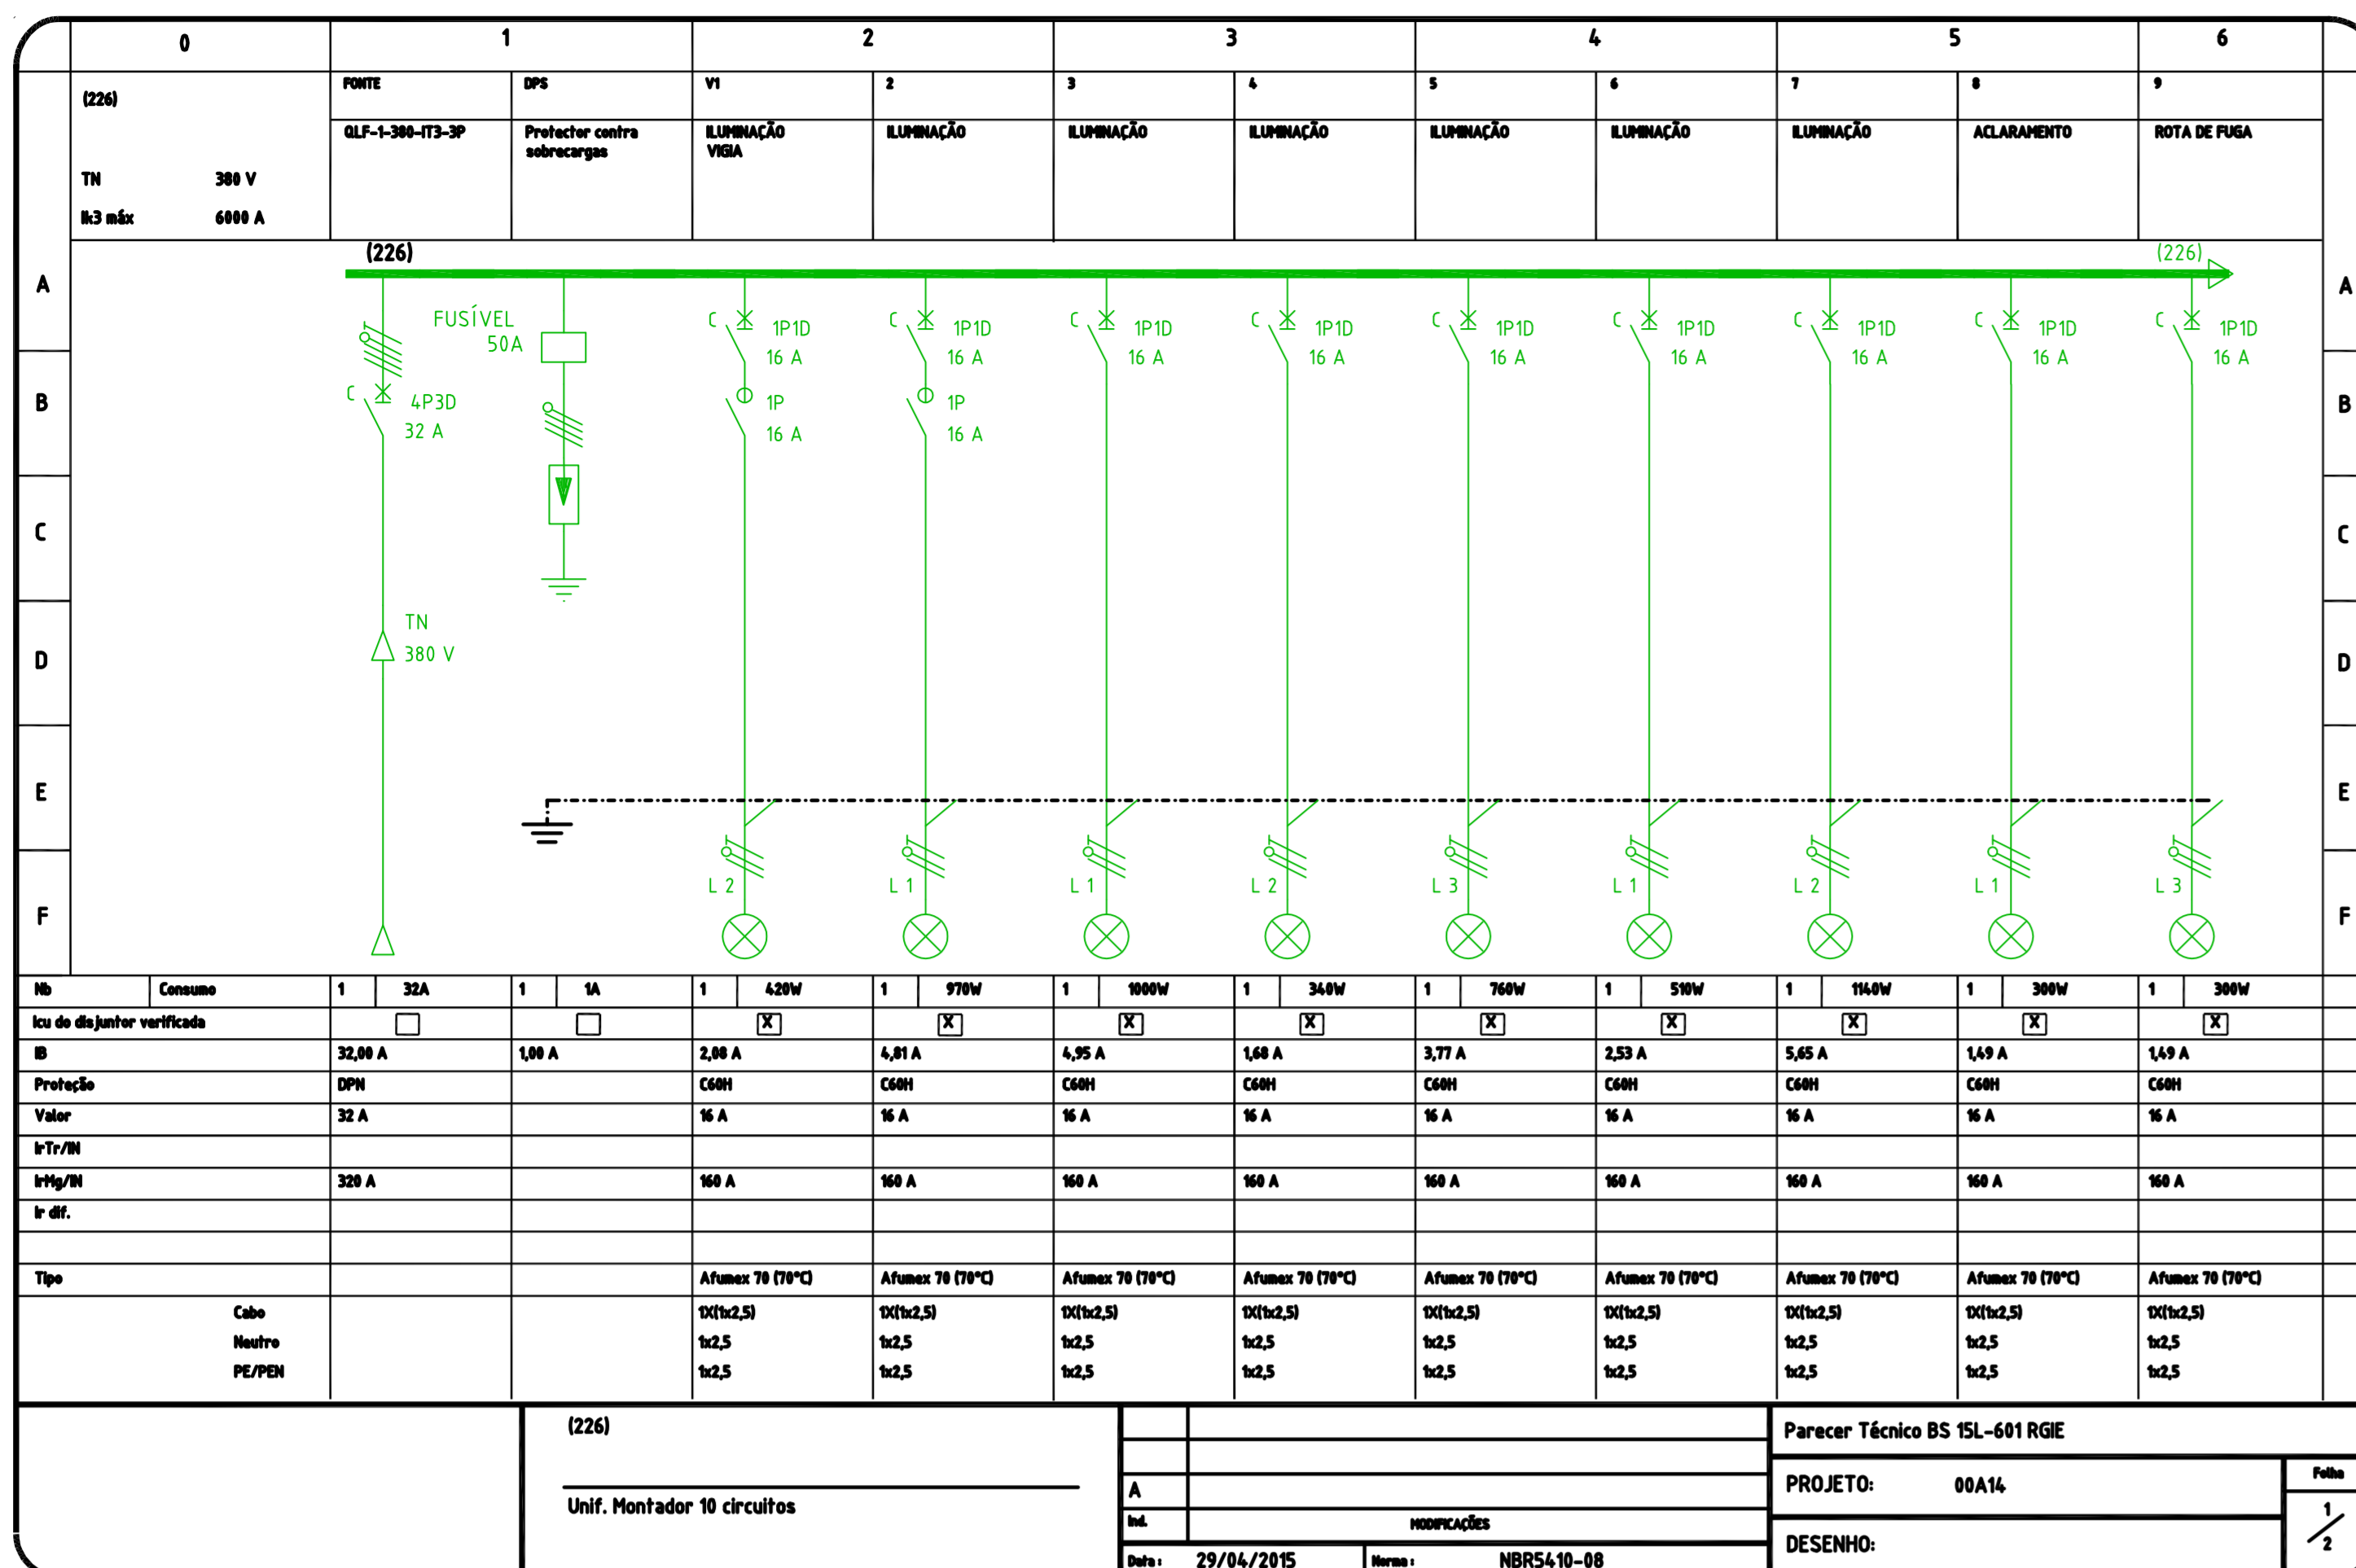 0 1 2 3 4 5 6
(226) FONTE DPS V1 2 3 4 5 6 7 8 9
QLF-1-380-IT3-3P Protector contra ILUMINAÇÃO ILUMINAÇÃO ILUMINAÇÃO ILUMINAÇÃO ILUMINAÇÃO ILUMINAÇÃO ILUMINAÇÃO ACLARAMENTO ROTA DE FUGA
sobrecargas VIGIA
TN 380 V
Ik3 máx 6000 A
(226) (226)
A A
FUSÍVEL C 1P1D C 1P1D C 1P1D C 1P1D C 1P1D C 1P1D C 1P1D C 1P1D C 1P1D
50A 16 A 16 A 16 A 16 A 16 A 16 A 16 A 16 A 16 A
B C 4P3D 1P 1P B
32 A 16 A 16 A
C C
TN
D 380 V D
E E
L 2 L 1 L 1 L 2 L 3 L 1 L 2 L 1 L 3
F F
Nb Consumo 1 32A 1 1A 1 420W 1 970W 1 1000W 1 340W 1 760W 1 510W 1 1140W 1 300W 1 300W
Icu do disjuntor verificada X X X X X X X X X
IB 32,00 A 1,00 A 2,08 A 4,81 A 4,95 A 1,68 A 3,77 A 2,53 A 5,65 A 1,49 A 1,49 A
Proteção DPN C60H C60H C60H C60H C60H C60H C60H C60H C60H
Valor 32 A 16 A 16 A 16 A 16 A 16 A 16 A 16 A 16 A 16 A
IrTr/IN
IrMg/IN 320 A 160 A 160 A 160 A 160 A 160 A 160 A 160 A 160 A 160 A
Ir dif.
Tipo Afumex 70 (70°C) Afumex 70 (70°C) Afumex 70 (70°C) Afumex 70 (70°C) Afumex 70 (70°C) Afumex 70 (70°C) Afumex 70 (70°C) Afumex 70 (70°C) Afumex 70 (70°C)
Cabo 1X(1x2,5) 1X(1x2,5) 1X(1x2,5) 1X(1x2,5) 1X(1x2,5) 1X(1x2,5) 1X(1x2,5) 1X(1x2,5) 1X(1x2,5)
Neutro 1x2,5 1x2,5 1x2,5 1x2,5 1x2,5 1x2,5 1x2,5 1x2,5 1x2,5
PE/PEN 1x2,5 1x2,5 1x2,5 1x2,5 1x2,5 1x2,5 1x2,5 1x2,5 1x2,5
(226)
Unif. Montador 10 circuitos
A
Ind. MODIFICAÇÕES
Data : 29/04/2015 Norma : NBR5410-08
Parecer Técnico BS 15L-601 RGIE
PROJETO: 00A14
DESENHO:
Folha
1/2